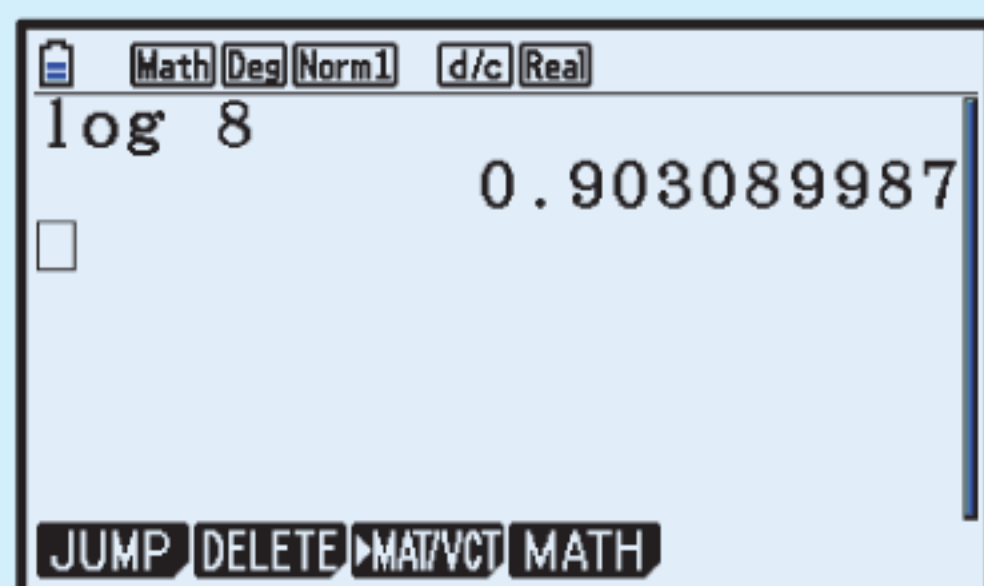 Math Deg Norm1 d/c Real
log 8
0.903089987
JUMP DELETE ▶MAT/VCT MATH